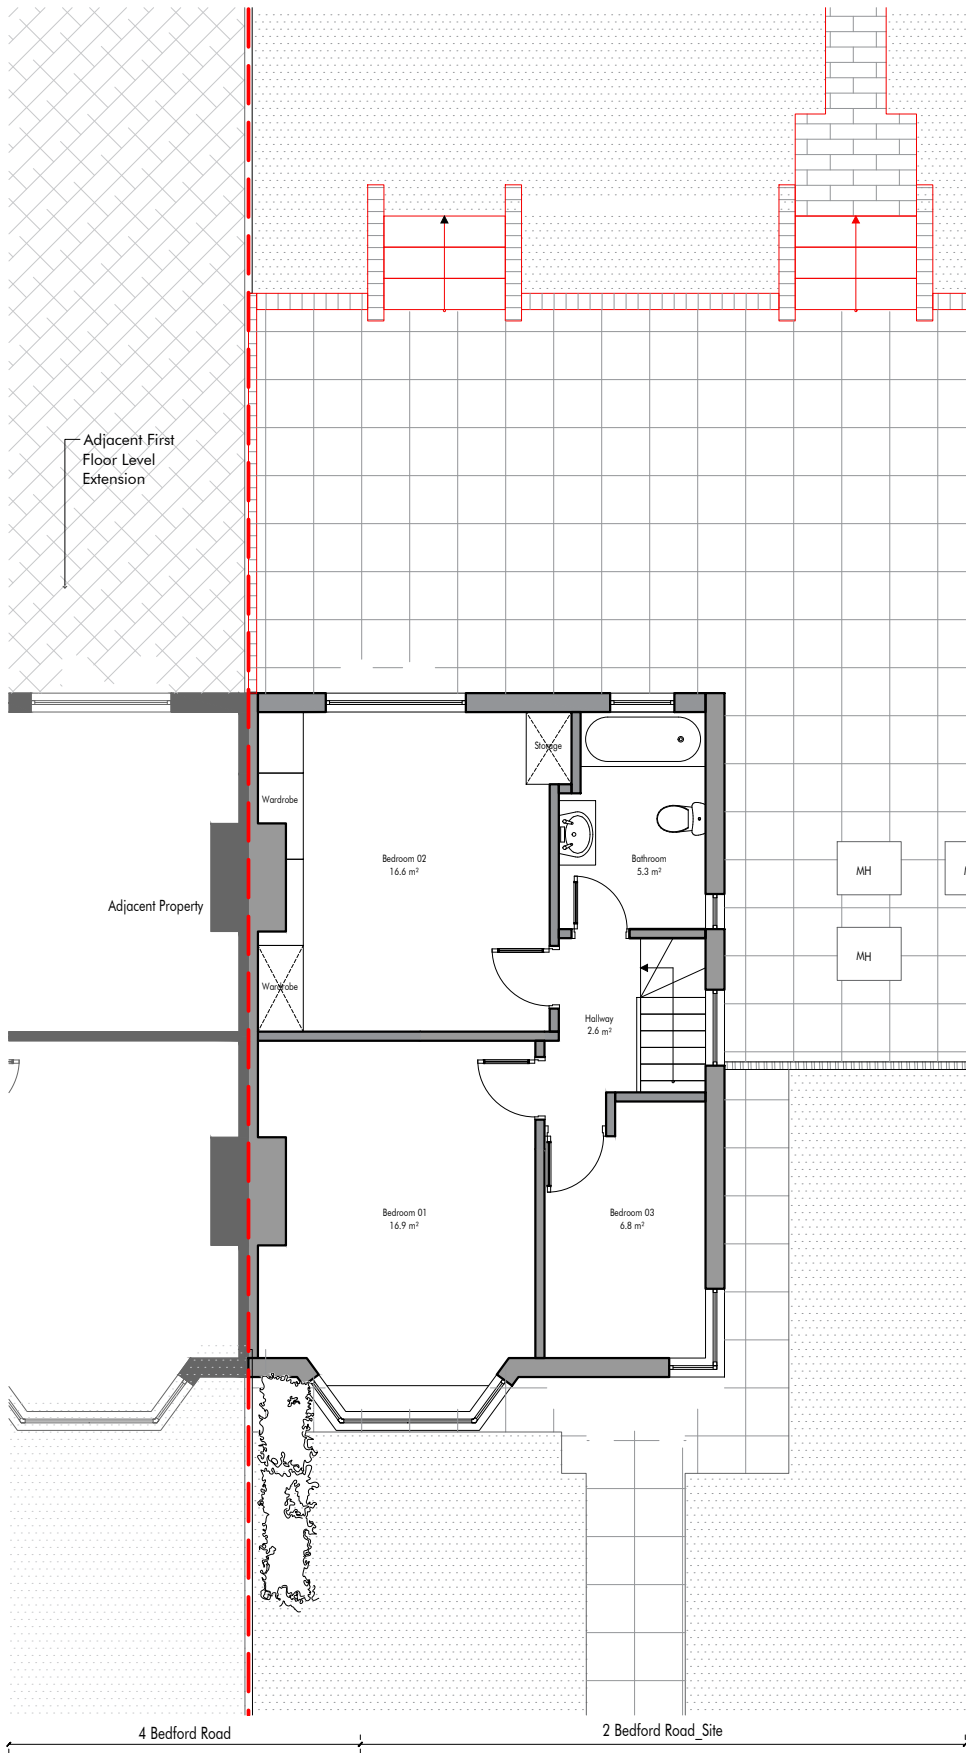 Adjacent First
Floor Level
Extension
Storage
Wardrobe
Bedroom 02
16.6 m²
Bathroom
5.3 m²
MH
Adjacent Property
MH
Wardrobe
Hallway
2.6 m²
Bedroom 01
16.9 m²
Bedroom 03
6.8 m²
4 Bedford Road
2 Bedford Road_Site